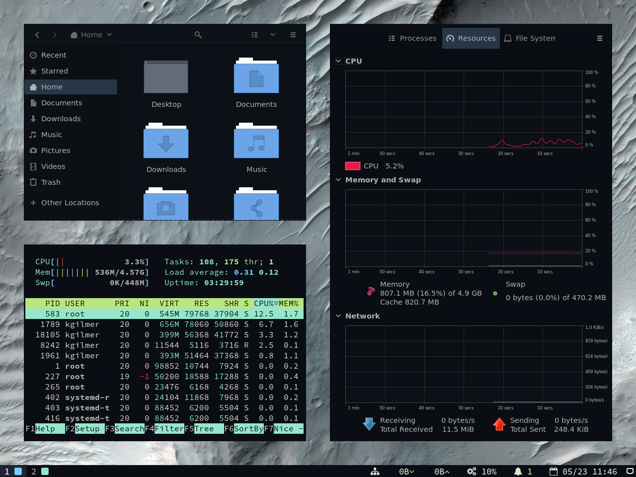 Home
Recent
Starred
Home
Documents
Downloads
Music
Pictures
Videos
Trash
Other Locations
Desktop
Documents
Downloads
Music
CPU[|| 3.3%] Tasks: 108, 175 thr; 1
Mem[||||||| 536M/4.57G] Load average: 0.31 0.12
Swp[ 0K/448M] Uptime: 03:29:59
PID USER PRI NI VIRT RES SHR S CPU%▽MEM%
583 root 20 0 545M 79768 37904 S 12.5 1.7
1789 kgilmer 20 0 656M 78060 50860 S 6.7 1.6
18105 kgilmer 20 0 399M 56368 41772 S 3.3 1.2
8242 kgilmer 20 0 11544 5116 3716 R 2.5 0.1
1961 kgilmer 20 0 393M 51464 37368 S 0.8 1.1
1 root 20 0 98852 10744 7924 S 0.0 0.2
227 root 19 -1 50200 18588 17288 S 0.0 0.4
265 root 20 0 23476 6168 4268 S 0.0 0.1
402 systemd-r 20 0 24104 11868 7968 S 0.0 0.2
403 systemd-t 20 0 88452 6200 5504 S 0.0 0.1
416 systemd-t 20 0 88452 6200 5504 S 0.0 0.1
F1Help F2Setup F3SearchF4FilterF5Tree F6SortByF7Nice -
Processes Resources File System
CPU
100 %
80 %
60 %
40 %
20 %
0 %
1 min 50 secs 40 secs 30 secs 20 secs 10 secs
CPU 5.2%
Memory and Swap
100 %
80 %
60 %
40 %
20 %
0 %
1 min 50 secs 40 secs 30 secs 20 secs 10 secs
Memory
807.1 MB (16.5%) of 4.9 GB
Cache 820.7 MB
Swap
0 bytes (0.0%) of 470.2 MB
Network
1.0 KiB/s
819 bytes/
614 bytes/
409 bytes/
204 bytes/
0 bytes/s
1 min 50 secs 40 secs 30 secs 20 secs 10 secs
Receiving 0 bytes/s
Total Received 11.5 MiB
Sending 0 bytes/s
Total Sent 248.4 KiB
1 2 0B 0B 10% 1 05/23 11:46